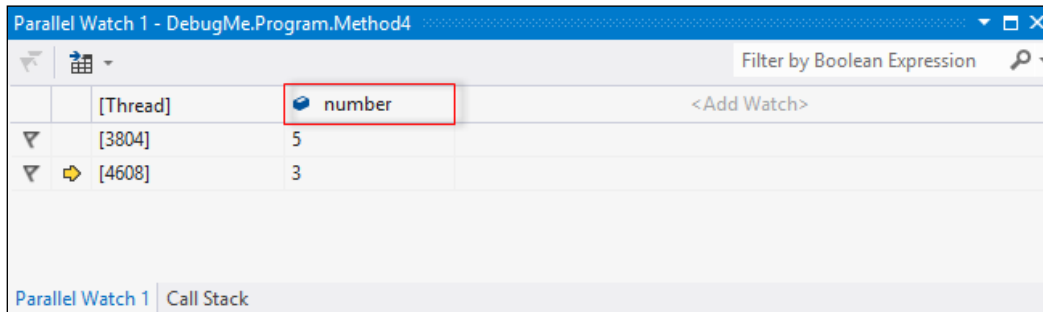 Parallel Watch 1 - DebugMe.Program.Method4
Filter by Boolean Expression
[Thread] number <Add Watch>
[3804] 5
[4608] 3
Parallel Watch 1 Call Stack